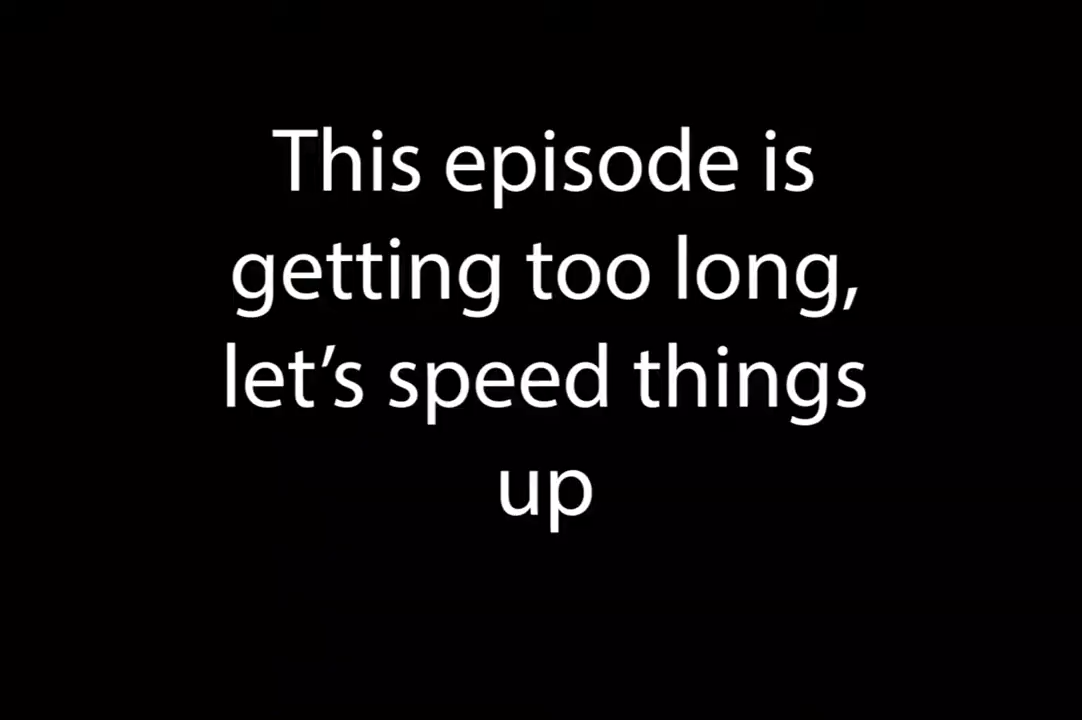 This episode is
getting too long,
let’s speed things
up